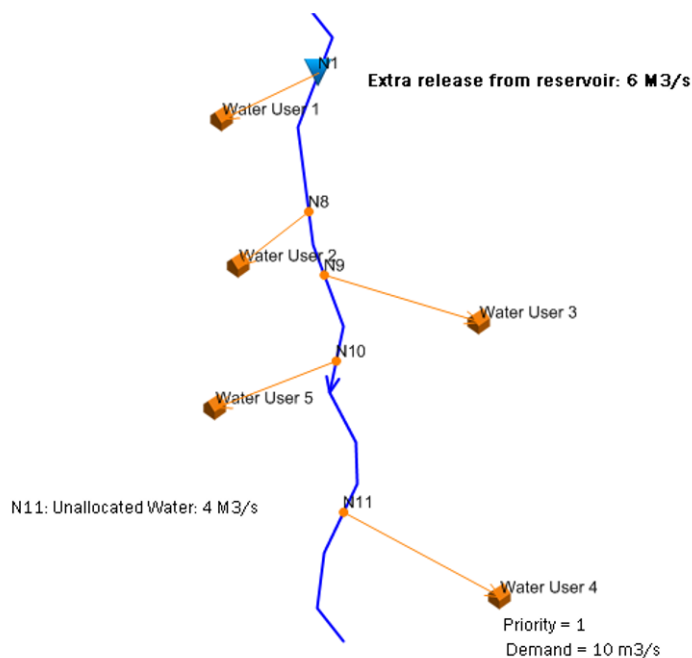 N1
Extra release from reservoir: 6 M3/s
Water User 1
N8
Water User 2
N9
Water User 3
N10
Water User 5
N11: Unallocated Water: 4 M3/s
N11
Water User 4
Priority = 1
Demand = 10 m3/s